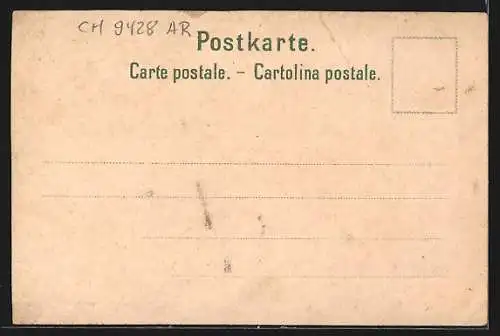 CH 9428 AR
Postkarte.
Carte postale. – Cartolina postale.